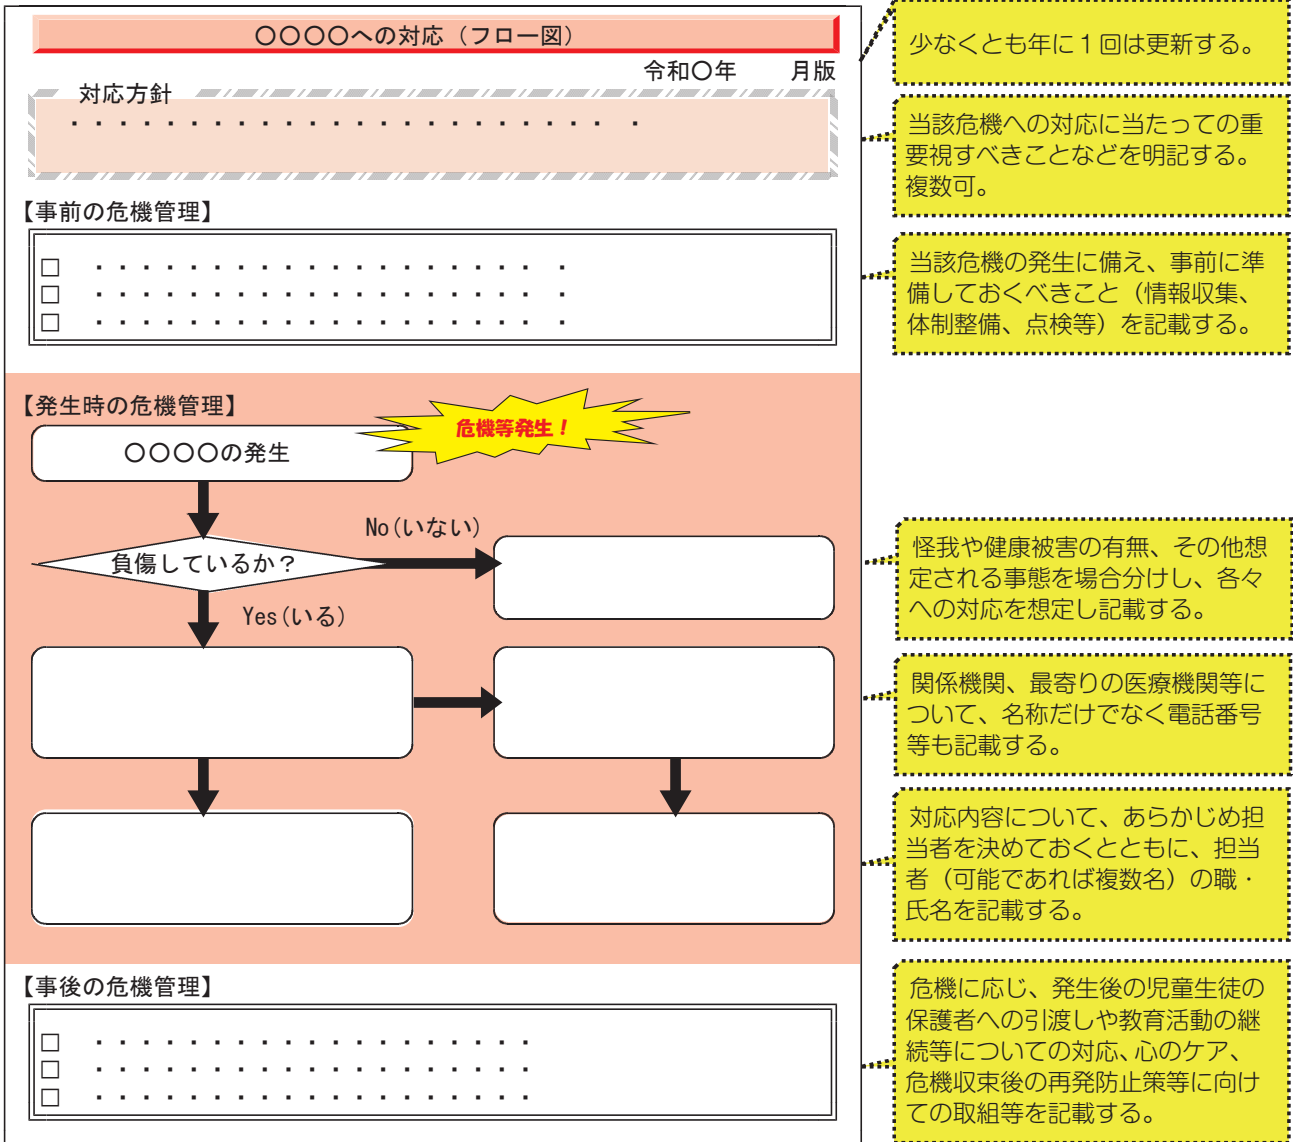 〇〇〇〇への対応（フロー図）
令和〇年　　月版
対応方針
・・・・・・・・・・・・・・・・・・・・・・・・ ・
【事前の危機管理】
□ ・・・・・・・・・・・・・・・・・・・ ・
□ ・・・・・・・・・・・・・・・・・・・ ・
□ ・・・・・・・・・・・・・・・・・・・ ・
【発生時の危機管理】
危機等発生！
〇〇〇〇の発生
No(いない)
負傷しているか？
Yes(いる)
【事後の危機管理】
□ ・・・・・・・・・・・・・・・・・・・
□ ・・・・・・・・・・・・・・・・・・・
□ ・・・・・・・・・・・・・・・・・・・
少なくとも年に１回は更新する。
当該危機への対応に当たっての重
要視すべきことなどを明記する。
複数可。
当該危機の発生に備え、事前に準
備しておくべきこと（情報収集、
体制整備、点検等）を記載する。
怪我や健康被害の有無、その他想
定される事態を場合分けし、各々
への対応を想定し記載する。
関係機関、最寄りの医療機関等に
ついて、名称だけでなく電話番号
等も記載する。
対応内容について、あらかじめ担
当者を決めておくとともに、担当
者（可能であれば複数名）の職・
氏名を記載する。
危機に応じ、発生後の児童生徒の
保護者への引渡しや教育活動の継
続等についての対応、心のケア、
危機収束後の再発防止策等に向け
ての取組等を記載する。